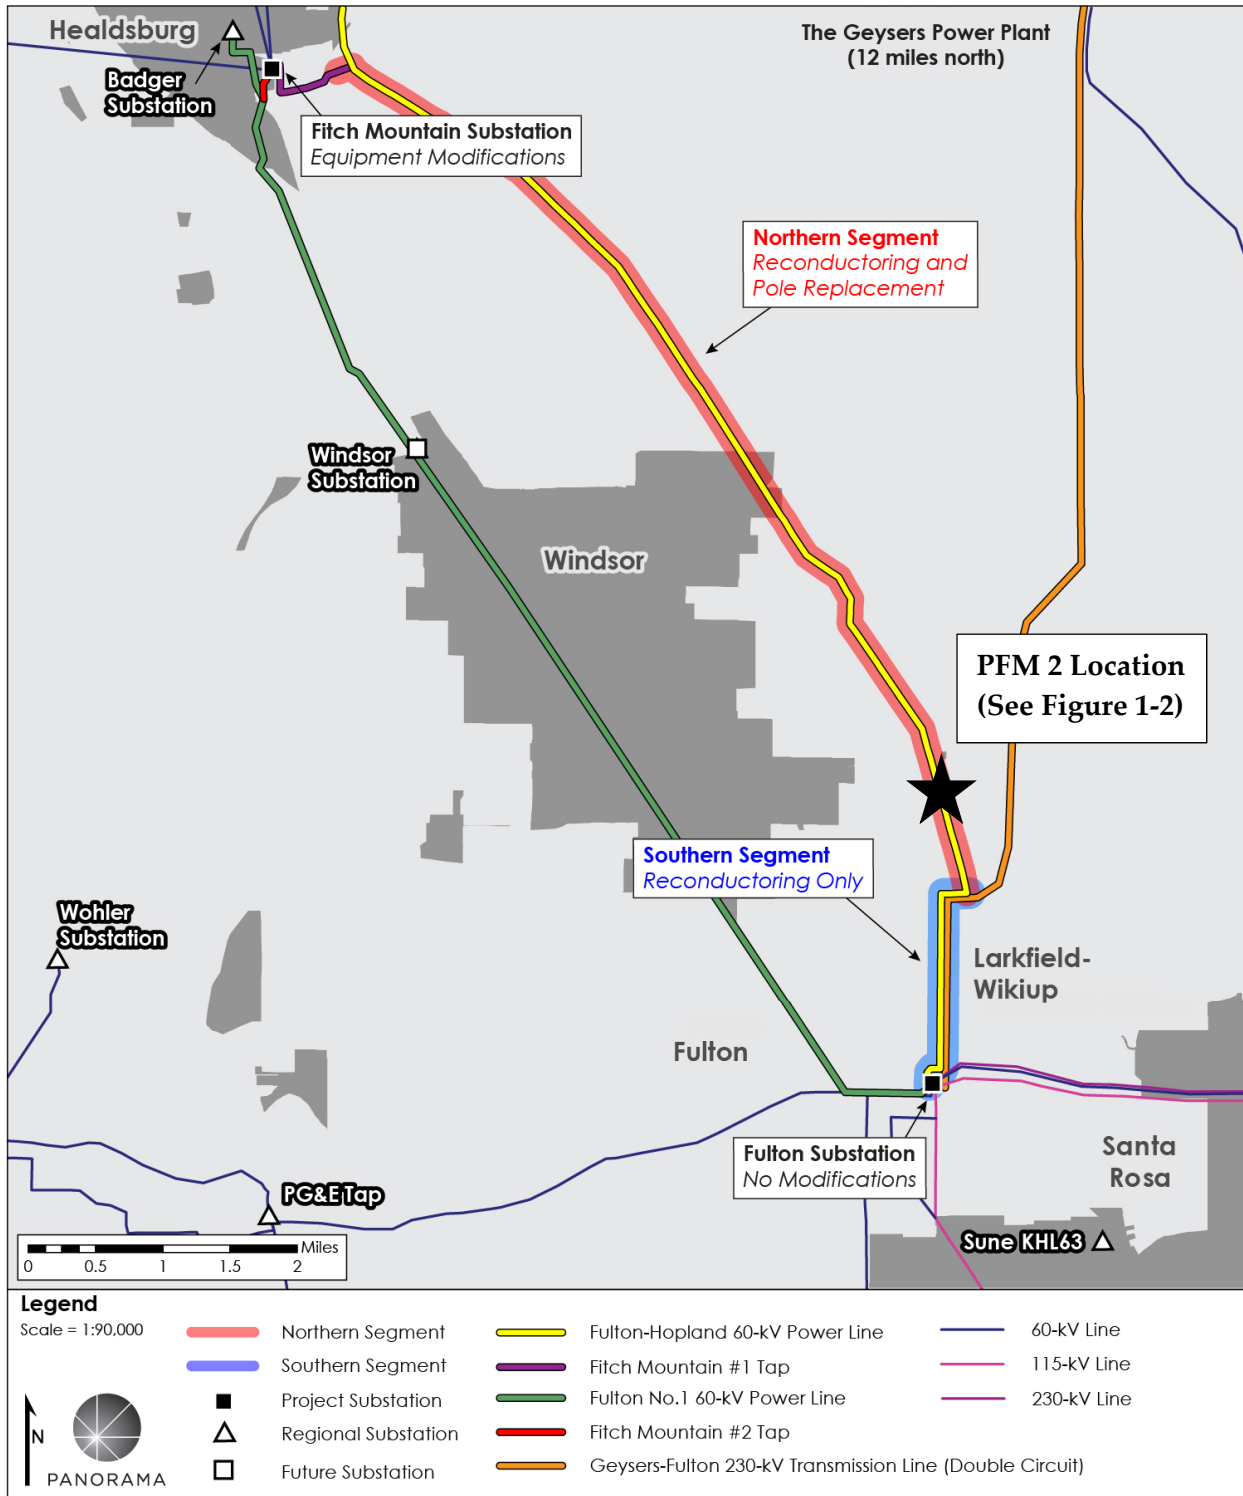 Healdsburg
The Geysers Power Plant
(12 miles north)
Badger
Substation
Fitch Mountain Substation
Equipment Modifications
Northern Segment
Reconductoring and
Pole Replacement
Windsor
Substation
Windsor
PFM 2 Location
(See Figure 1-2)
Southern Segment
Reconductoring Only
Wohler
Substation
Larkfield-
Wikiup
Fulton
Fulton Substation
No Modifications
Santa
Rosa
PG&E Tap
Sune KHL63
Miles
0 0.5 1 1.5 2
Legend
Scale = 1:90,000
Northern Segment
Southern Segment
Project Substation
Regional Substation
Future Substation
Fulton-Hopland 60-kV Power Line
Fitch Mountain #1 Tap
Fulton No.1 60-kV Power Line
Fitch Mountain #2 Tap
Geysers-Fulton 230-kV Transmission Line (Double Circuit)
60-kV Line
115-kV Line
230-kV Line
N
PANORAMA